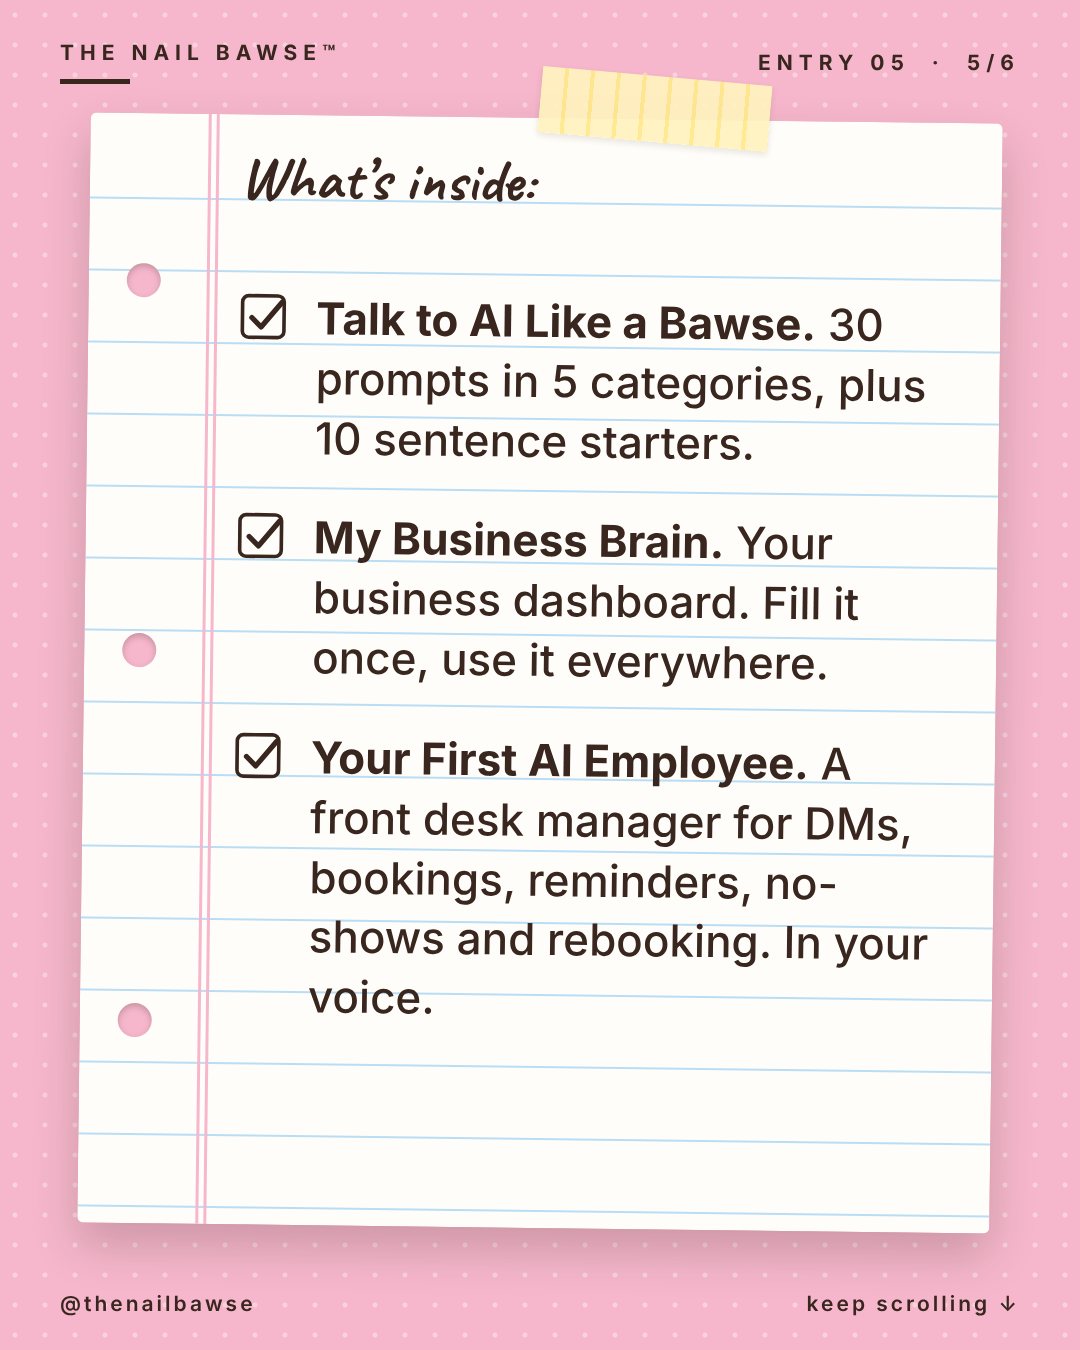 THE NAIL BAWSE™
ENTRY 05 · 5/6
What's inside:
Talk to AI Like a Bawse. 30
prompts in 5 categories, plus
10 sentence starters.
My Business Brain. Your
business dashboard. Fill it
once, use it everywhere.
Your First AI Employee. A
front desk manager for DMs,
bookings, reminders, no-
shows and rebooking. In your
voice.
@thenailbawse
keep scrolling ↓